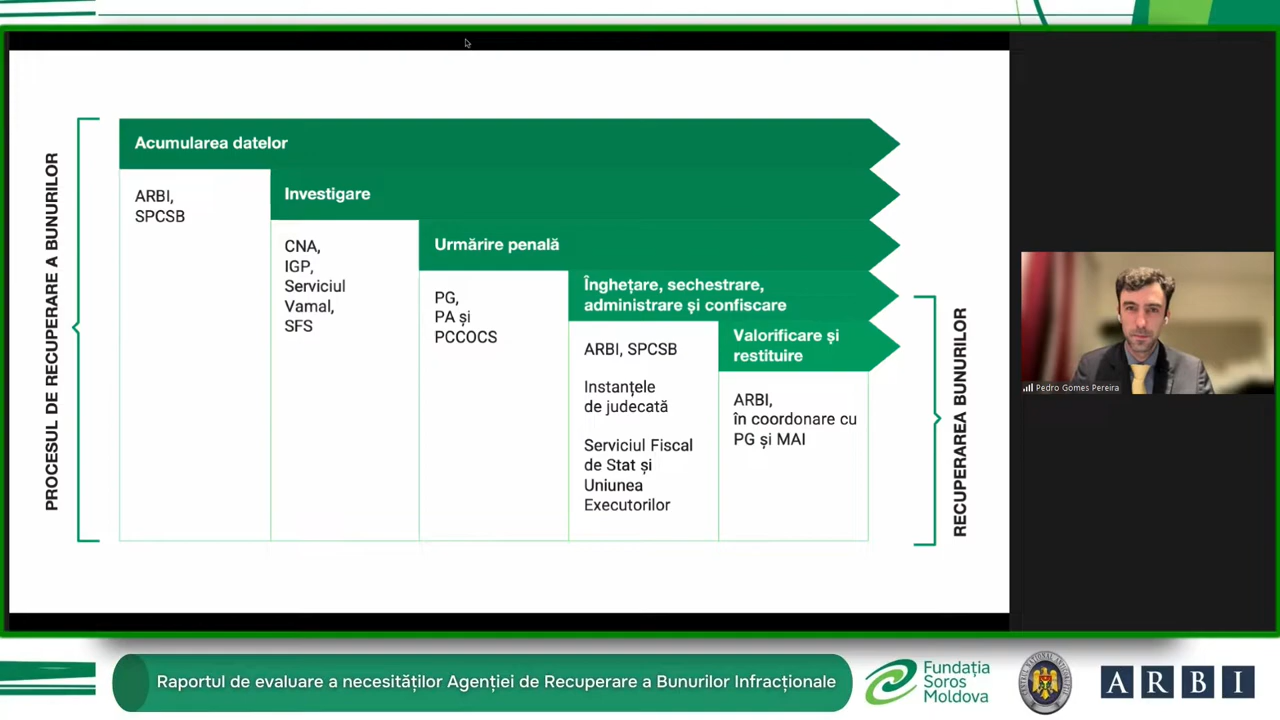 PROCESUL DE RECUPERARE A BUNURILOR
Acumularea datelor
ARBI,
SPCSB
Investigare
CNA,
IGP,
Serviciul
Vamal,
SFS
Urmărire penală
PG,
PA și
PCCOCS
Înghețare, sechestrare,
administrare și confiscare
ARBI, SPCSB
Instanțele
de judecată
Serviciul Fiscal
de Stat și
Uniunea
Executorilor
Valorificare și
restituire
ARBI,
în coordonare cu
PG și MAI
RECUPERAREA BUNURILOR
Pedro Gomes Pereira
Raportul de evaluare a necesităților Agenției de Recuperare a Bunurilor Infracționale
Fundația
Soros
Moldova
ARBI